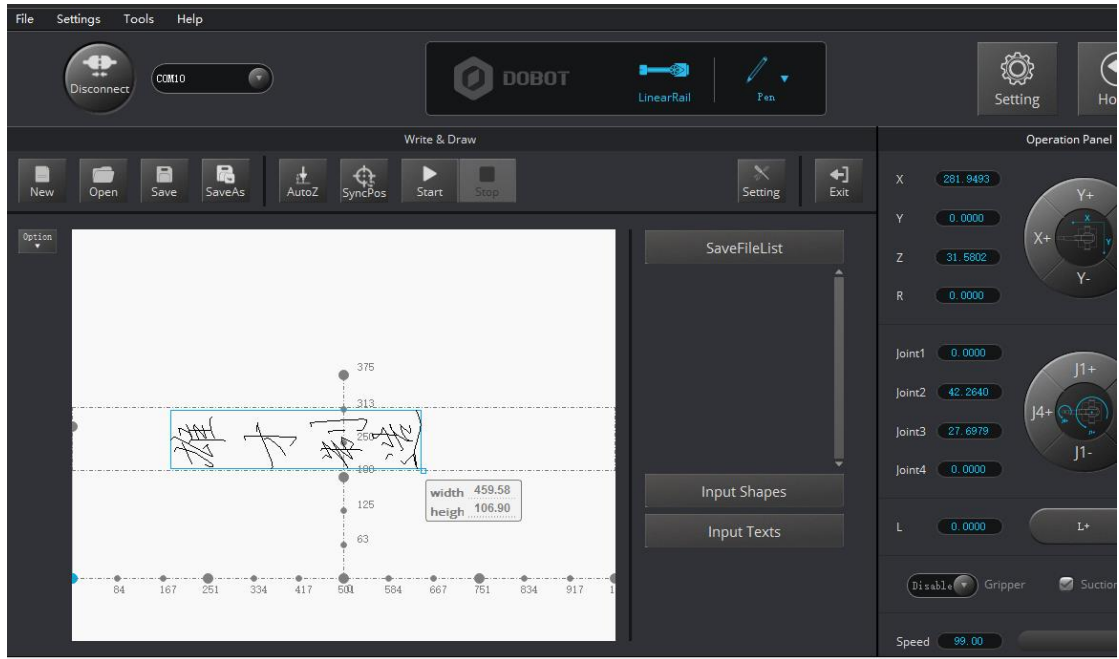 File Settings Tools Help
Disconnect
COM10
DOBOT
LinearRail
Pen
Setting
Ho
Write & Draw
Operation Panel
New
Open
Save
SaveAs
AutoZ
SyncPos
Start
Stop
Setting
Exit
Option
375
313
250
188
125
63
width 459.58
heigh 106.90
84 167 251 334 417 501 584 667 751 834 917 1
SaveFileList
Input Shapes
Input Texts
X 281.9493
Y 0.0000
Z 31.5802
R 0.0000
Y+
X+
X
Y
Y-
Joint1 0.0000
Joint2 42.2640
Joint3 27.6979
Joint4 0.0000
J1+
J4+
J1-
L 0.0000 L+
Disable Gripper Suction
Speed 99.00